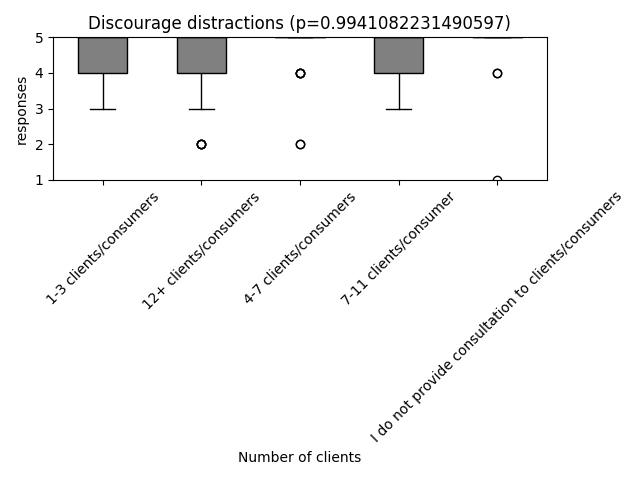 Discourage distractions (p=0.9941082231490597)
responses
5
4
3
2
1
1-3 clients/consumers
12+ clients/consumers
4-7 clients/consumers
7-11 clients/consumer
I do not provide consultation to clients/consumers
Number of clients